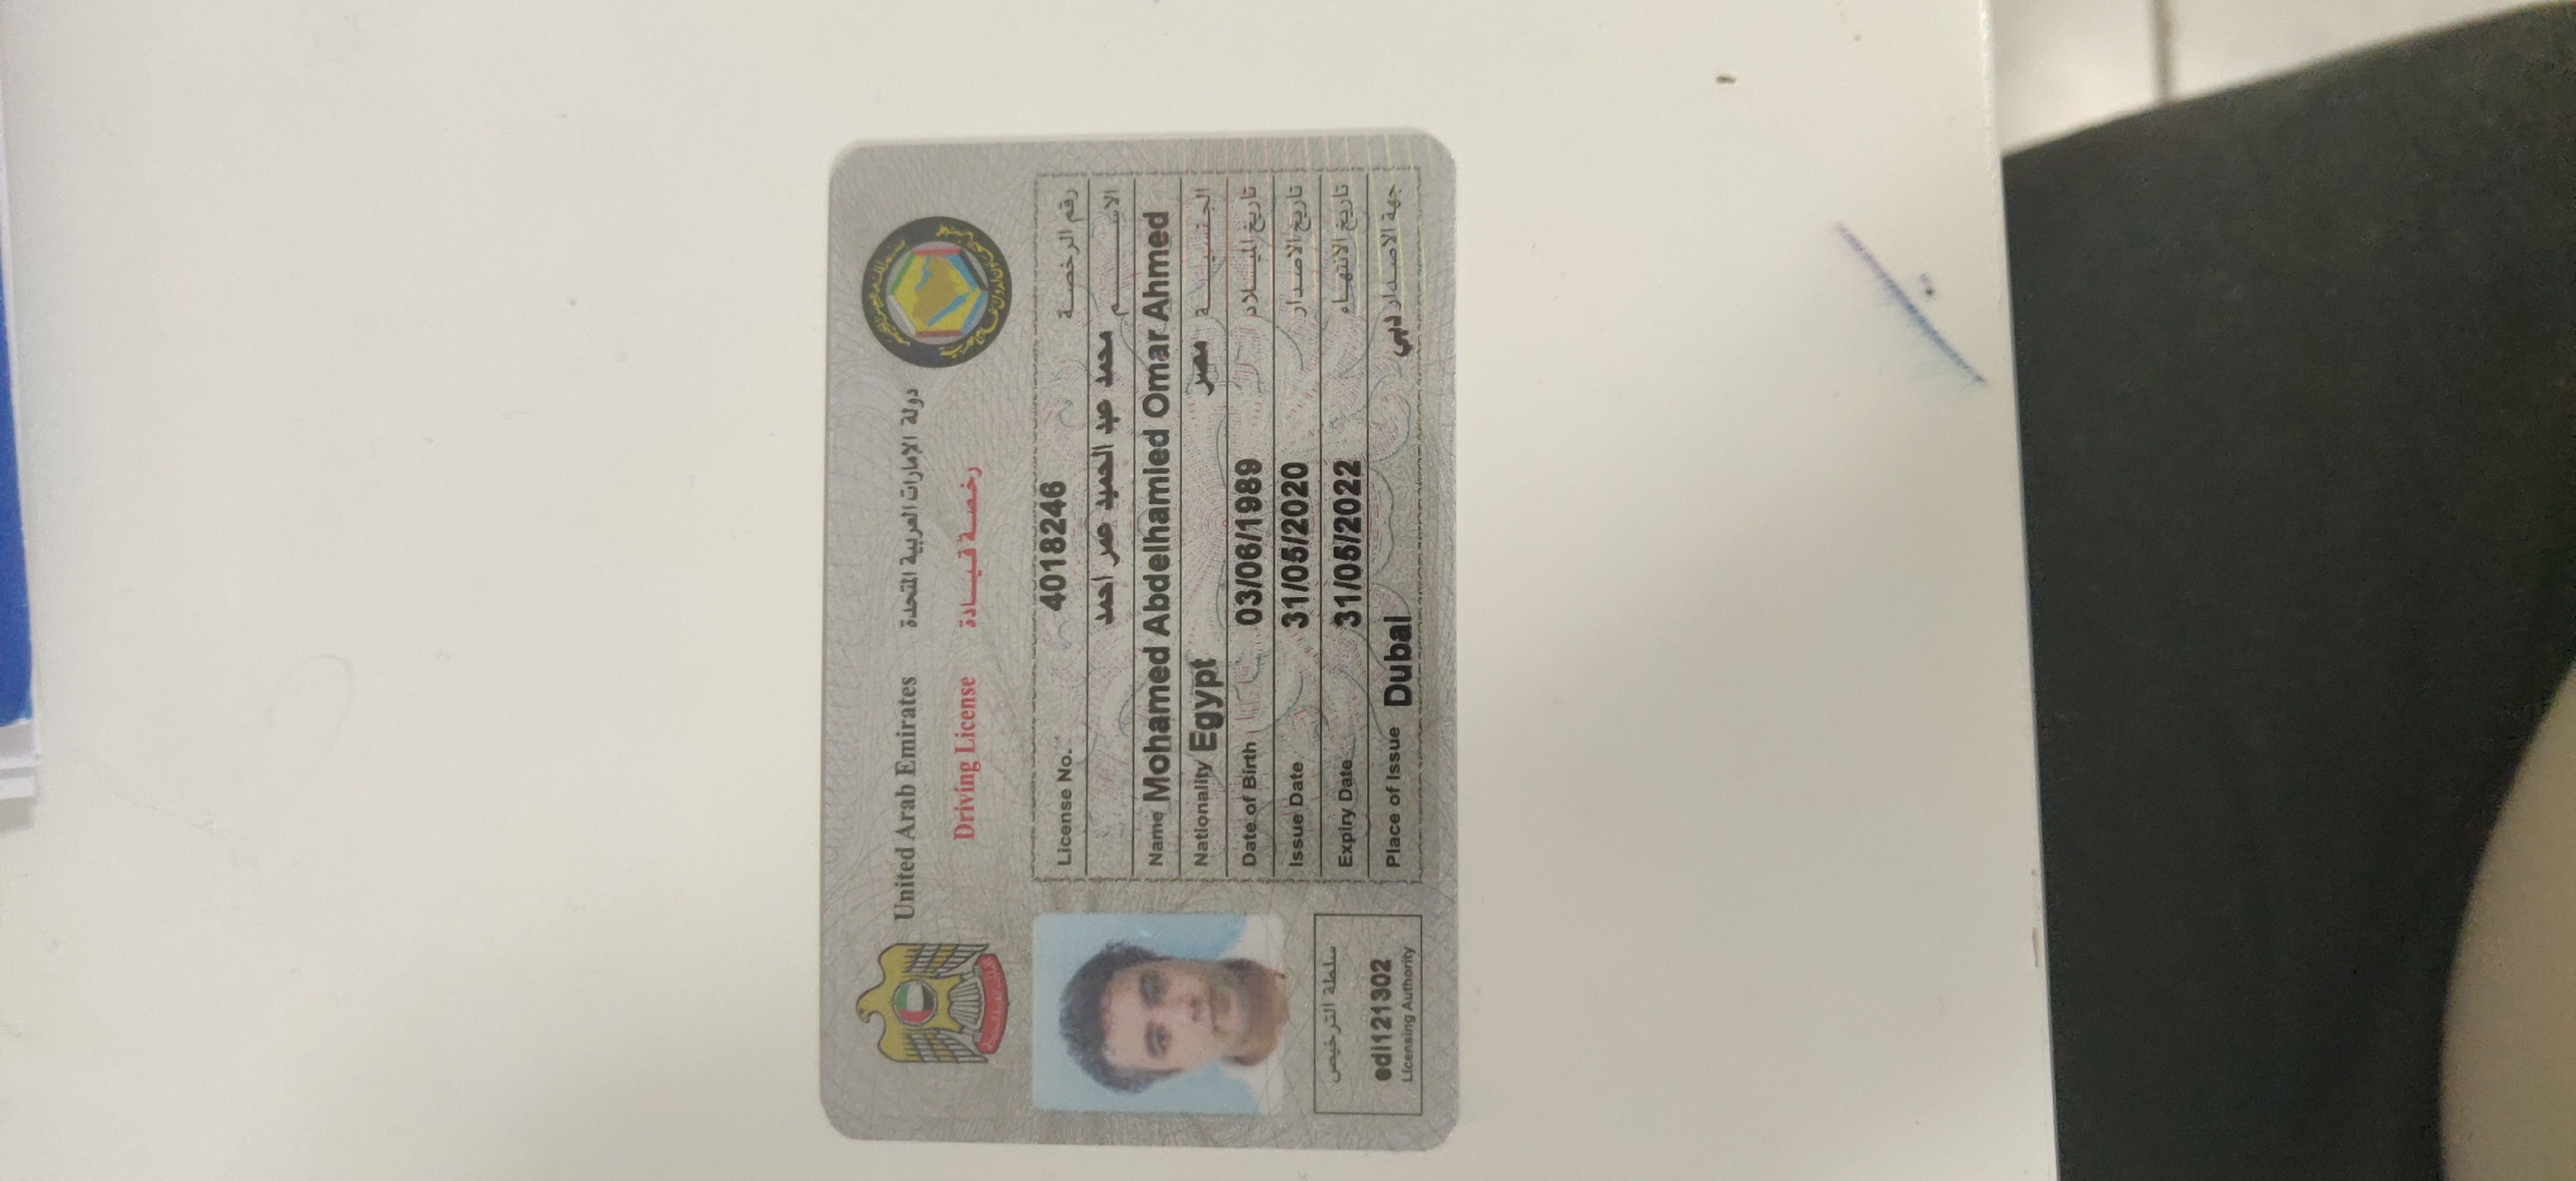 United Arab Emirates دولة الإمارات العربية المتحدة
Driving License رخصة قيادة
License No. 4018246 رقم الرخصة
محمد عبد الحميد عمر احمد الاسم
Name Mohamed Abdelhamied Omar Ahmed
Nationality Egypt مصر الجنسية
Date of Birth 03/06/1989 تاريخ الميلاد
Issue Date 31/05/2020 تاريخ الاصدار
Expiry Date 31/05/2022 تاريخ الانتهاء
Place of Issue Dubai دبي جهة الاصدار
سلطة الترخيص
edi121302
Licensing Authority